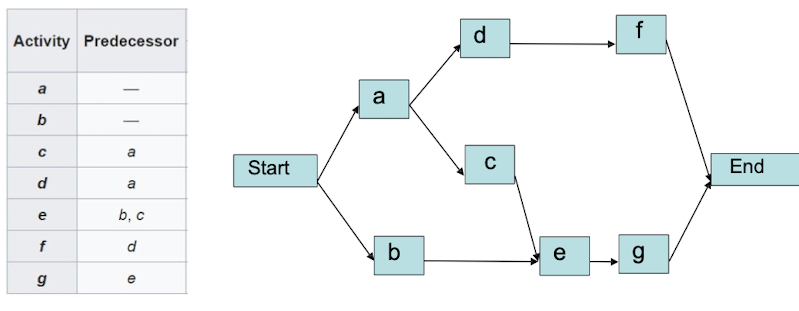 Activity Predecessor
a —
b —
c a
d a
e b, c
f d
g e
d
f
a
Start
c
End
b
e
g